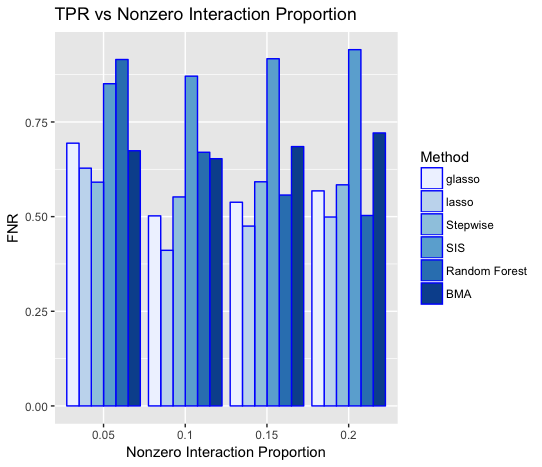 TPR vs Nonzero Interaction Proportion
FNR
0.75
0.50
0.25
0.00
0.05
0.1
0.15
0.2
Nonzero Interaction Proportion
Method
glasso
lasso
Stepwise
SIS
Random Forest
BMA